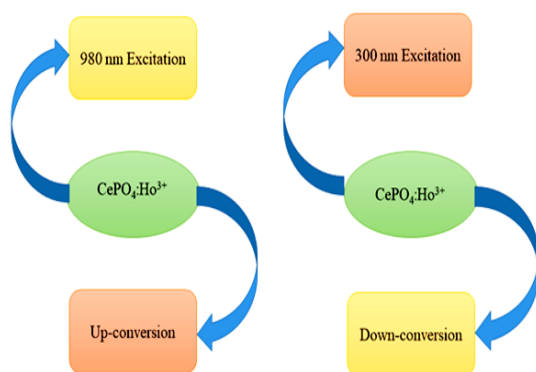 980 nm Excitation
300 nm Excitation
CePO₄:Ho³⁺
CePO₄:Ho³⁺
Up-conversion
Down-conversion